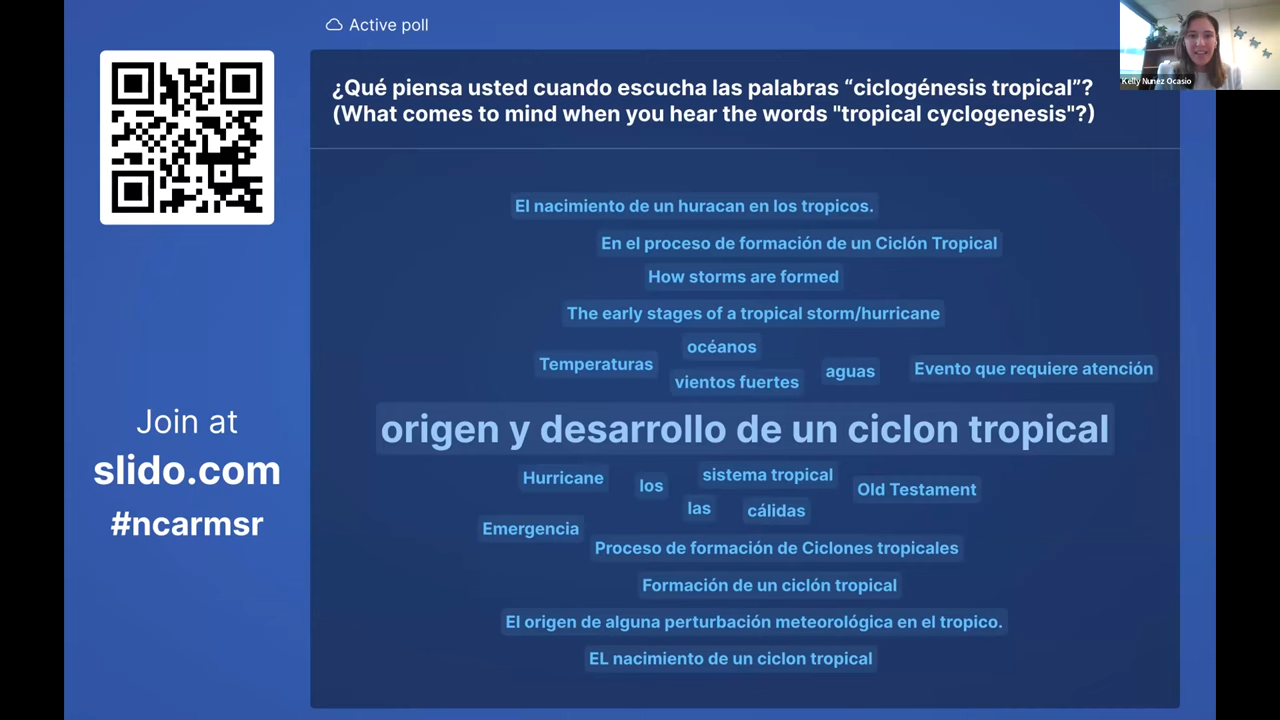 Active poll
Kelly Nunez Ocasio
¿Qué piensa usted cuando escucha las palabras “ciclogénesis tropical”?
(What comes to mind when you hear the words "tropical cyclogenesis"?)
El nacimiento de un huracan en los tropicos.
En el proceso de formación de un Ciclón Tropical
How storms are formed
The early stages of a tropical storm/hurricane
océanos
Temperaturas
vientos fuertes
aguas
Evento que requiere atención
origen y desarrollo de un ciclon tropical
Hurricane
los
sistema tropical
Old Testament
las
cálidas
Emergencia
Proceso de formación de Ciclones tropicales
Formación de un ciclón tropical
El origen de alguna perturbación meteorológica en el tropico.
EL nacimiento de un ciclon tropical
Join at
slido.com
#ncarmsr